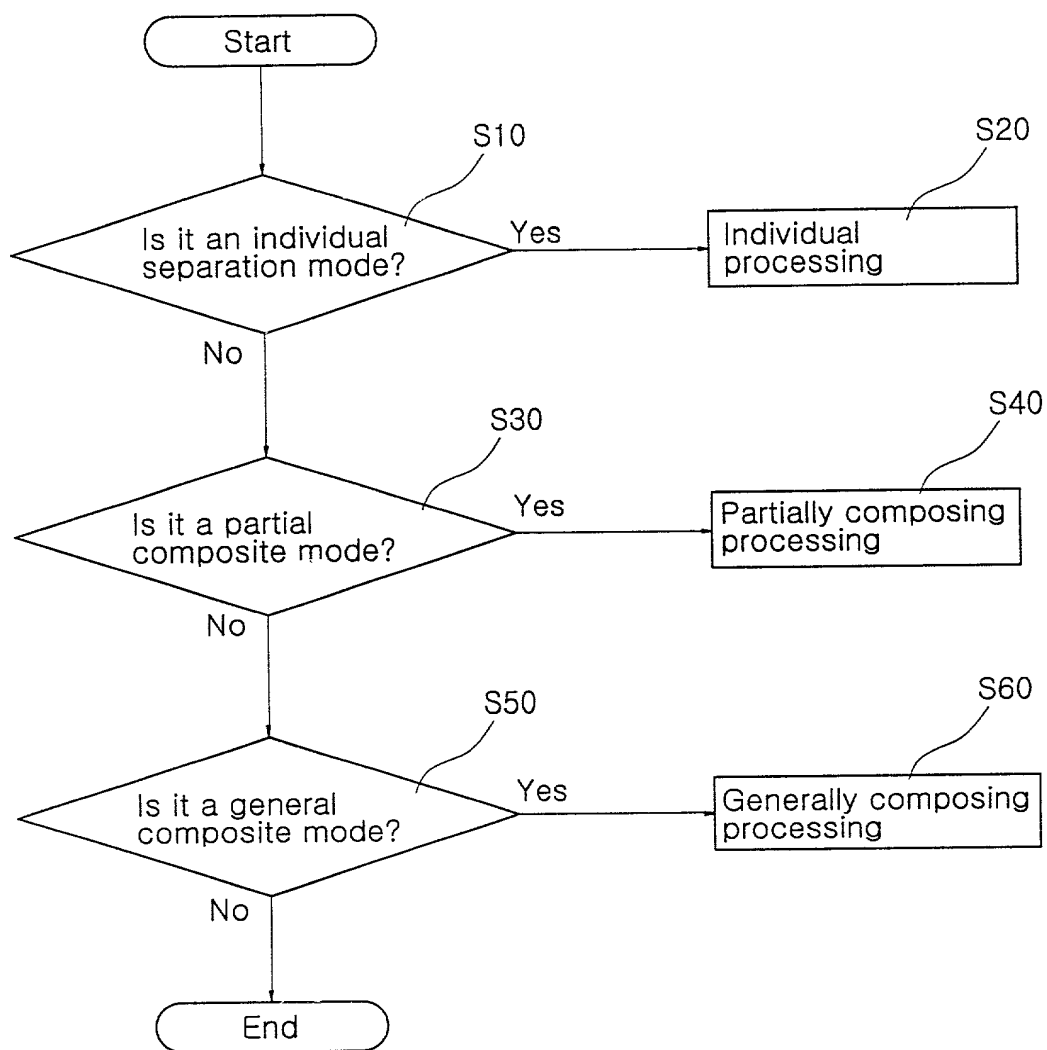 Start
S10
S20
Is it an individual
separation mode?
Yes
Individual
processing
No
S30
S40
Is it a partial
composite mode?
Yes
Partially composing
processing
No
S50
S60
Is it a general
composite mode?
Yes
Generally composing
processing
No
End